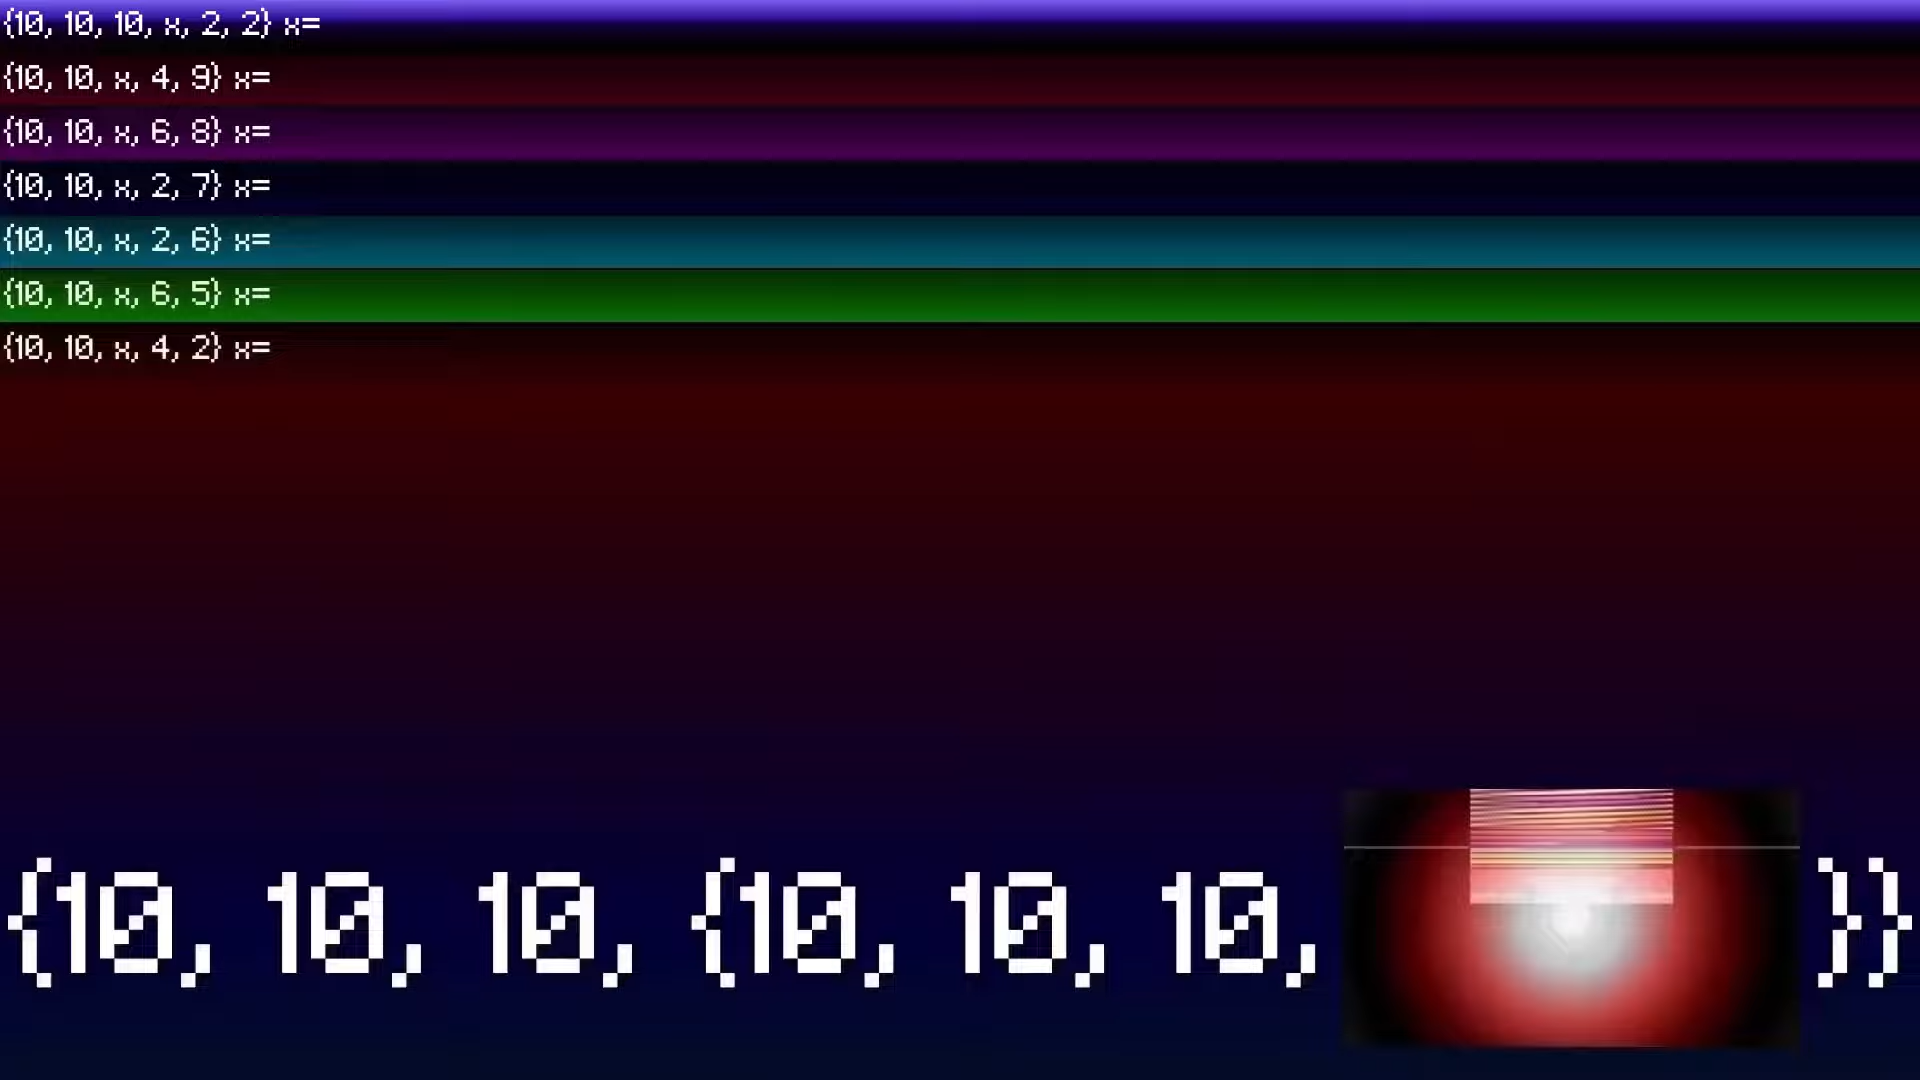 {10, 10, 10, x, 2, 2} x=
{10, 10, x, 4, 9} x=
{10, 10, x, 6, 8} x=
{10, 10, x, 2, 7} x=
{10, 10, x, 2, 6} x=
{10, 10, x, 6, 5} x=
{10, 10, x, 4, 2} x=
{10, 10, 10, {10, 10, 10, }}